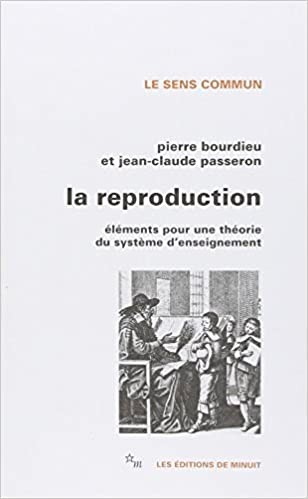 LE SENS COMMUN
pierre bourdieu
et jean-claude passeron
la reproduction
éléments pour une théorie
du système d'enseignement
m LES ÉDITIONS DE MINUIT